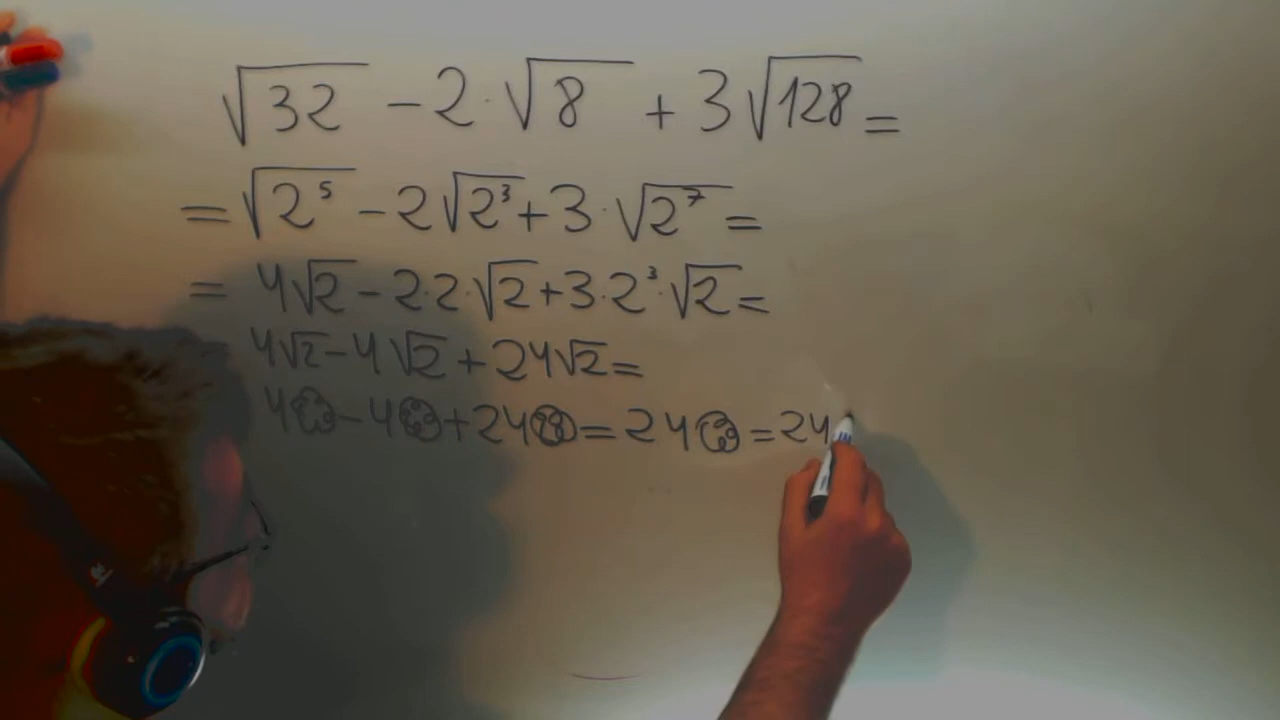 √32 - 2·√8 + 3√128 =
= √2⁵ - 2√2³ + 3·√2⁷ =
= 4√2 - 2·2·√2 + 3·2³·√2 =
4√2 - 4√2 + 24√2 =
4 - 4 + 24 = 24 = 24